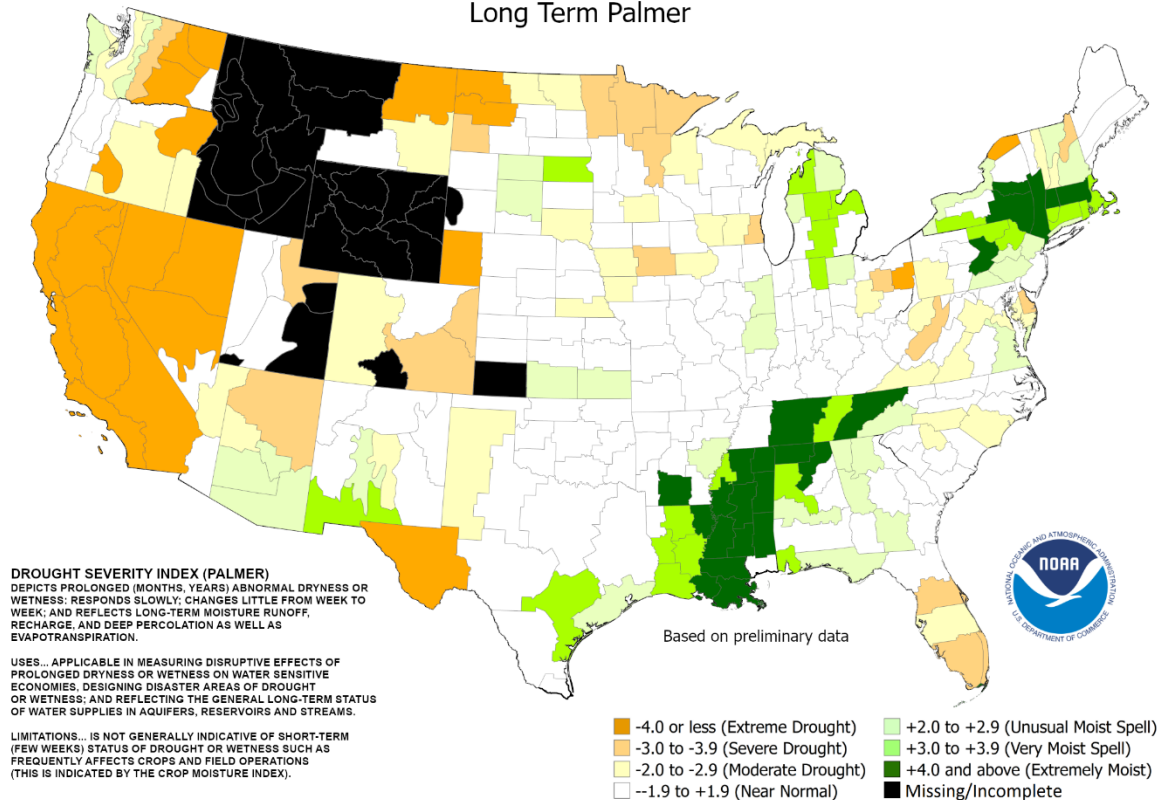 Long Term Palmer
DROUGHT SEVERITY INDEX (PALMER)
DEPICTS PROLONGED (MONTHS, YEARS) ABNORMAL DRYNESS OR
WETNESS: RESPONDS SLOWLY; CHANGES LITTLE FROM WEEK TO
WEEK; AND REFLECTS LONG-TERM MOISTURE RUNOFF,
RECHARGE, AND DEEP PERCOLATION AS WELL AS
EVAPOTRANSPIRATION.
USES... APPLICABLE IN MEASURING DISRUPTIVE EFFECTS OF
PROLONGED DRYNESS OR WETNESS ON WATER SENSITIVE
ECONOMIES, DESIGNING DISASTER AREAS OF DROUGHT
OR WETNESS; AND REFLECTING THE GENERAL LONG-TERM STATUS
OF WATER SUPPLIES IN AQUIFERS, RESERVOIRS AND STREAMS.
LIMITATIONS... IS NOT GENERALLY INDICATIVE OF SHORT-TERM
(FEW WEEKS) STATUS OF DROUGHT OR WETNESS SUCH AS
FREQUENTLY AFFECTS CROPS AND FIELD OPERATIONS
(THIS IS INDICATED BY THE CROP MOISTURE INDEX).
NATIONAL OCEANIC AND ATMOSPHERIC ADMINISTRATION
NOAA
U.S. DEPARTMENT OF COMMERCE
Based on preliminary data
-4.0 or less (Extreme Drought)
-3.0 to -3.9 (Severe Drought)
-2.0 to -2.9 (Moderate Drought)
--1.9 to +1.9 (Near Normal)
+2.0 to +2.9 (Unusual Moist Spell)
+3.0 to +3.9 (Very Moist Spell)
+4.0 and above (Extremely Moist)
Missing/Incomplete